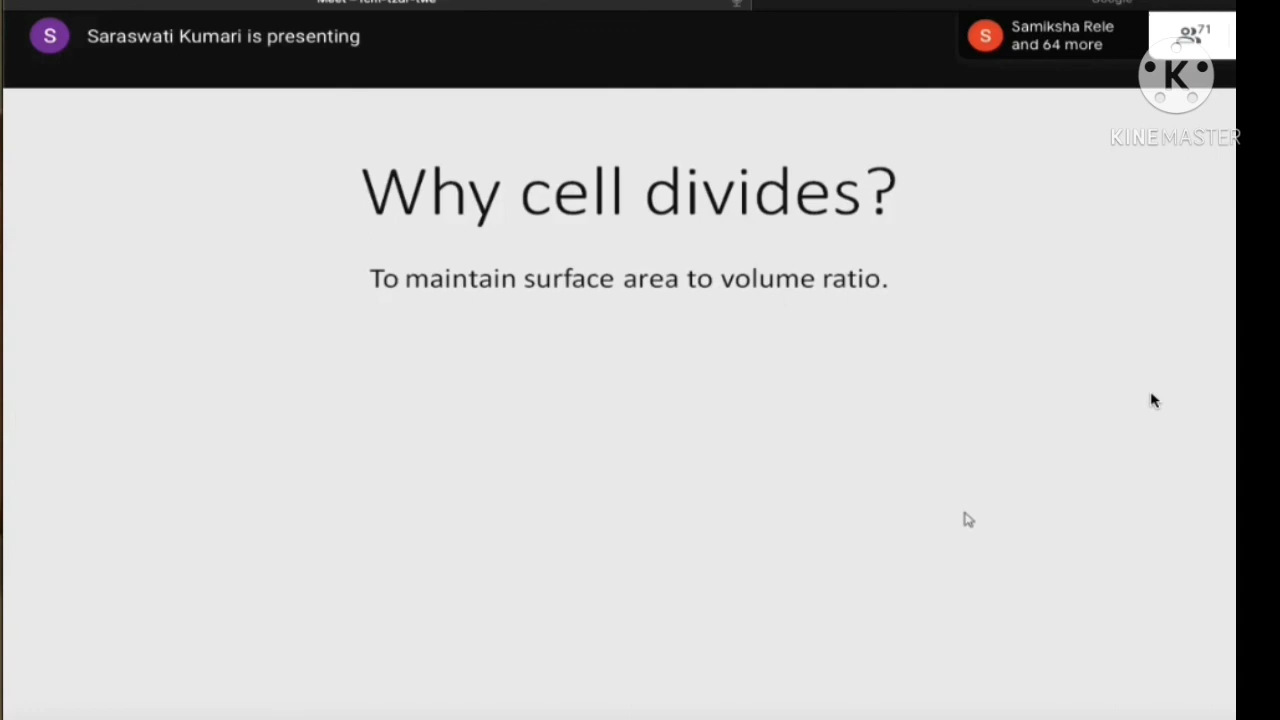 Google
S
Saraswati Kumari is presenting
S
Samiksha Rele
and 64 more
71
K
KINEMASTER
Why cell divides?
To maintain surface area to volume ratio.